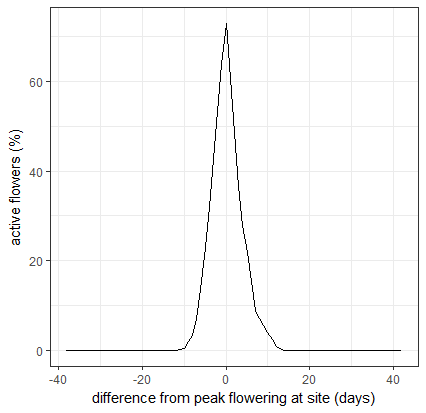 active flowers (%)
60
40
20
0
-40 -20 0 20 40
difference from peak flowering at site (days)